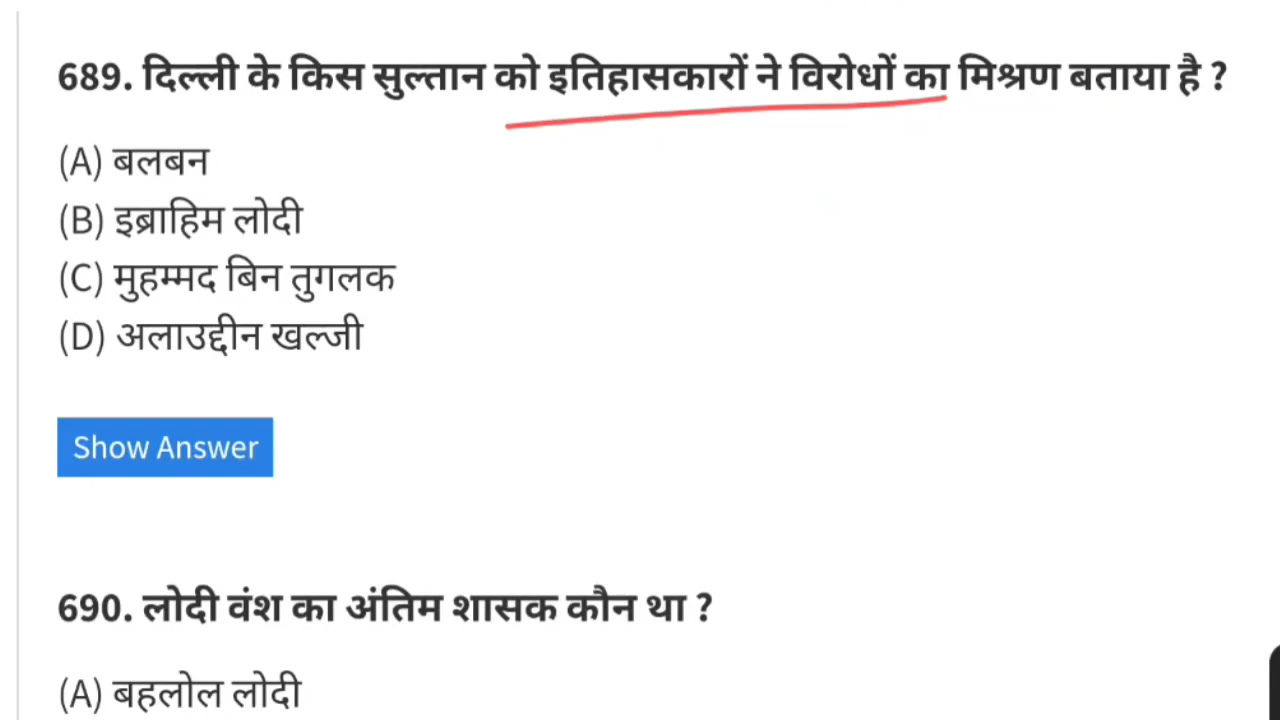 689. दिल्ली के किस सुल्तान को इतिहासकारों ने विरोधों का मिश्रण बताया है ?
(A) बलबन
(B) इब्राहिम लोदी
(C) मुहम्मद बिन तुगलक
(D) अलाउद्दीन खल्जी
Show Answer
690. लोदी वंश का अंतिम शासक कौन था ?
(A) बहलोल लोदी